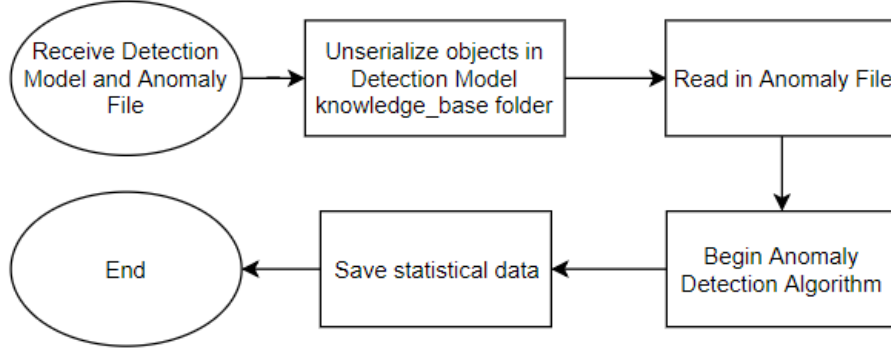 Receive Detection
Model and Anomaly
File
Unserialize objects in
Detection Model
knowledge_base folder
Read in Anomaly File
Begin Anomaly
Detection Algorithm
Save statistical data
End